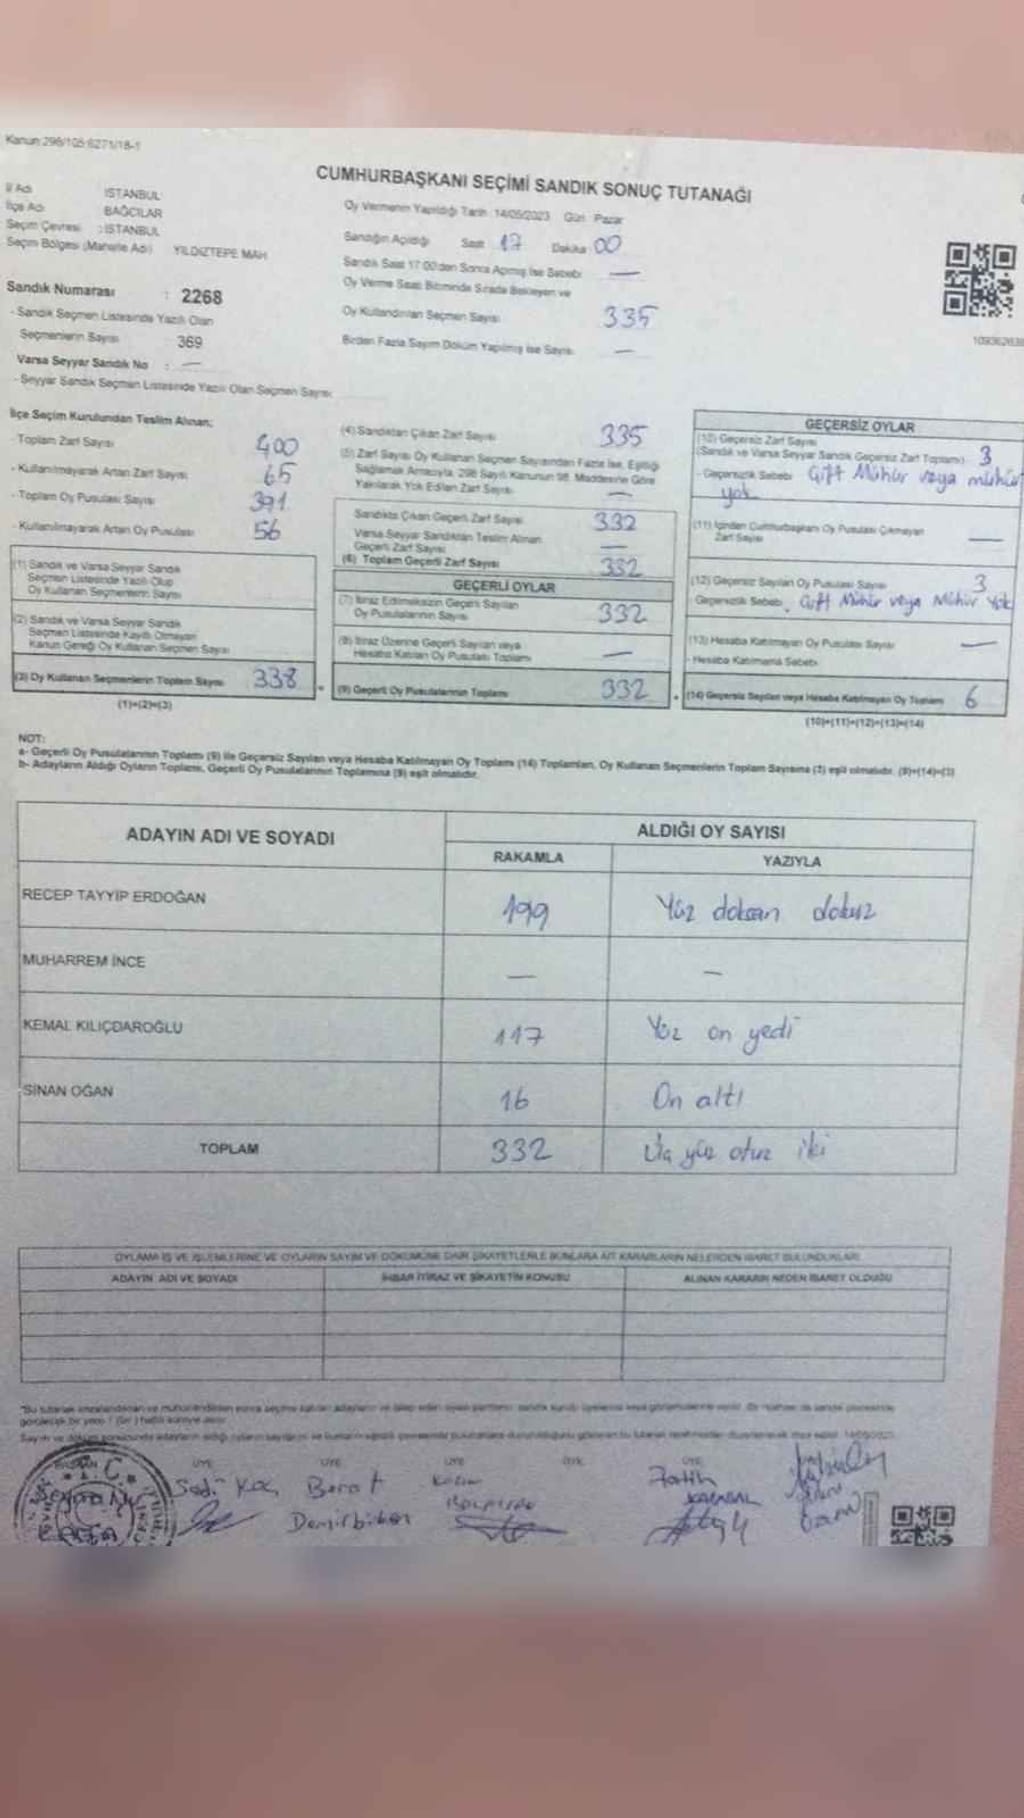 Kanun:298/105:6271/18-1
CUMHURBAŞKANI SEÇİMİ SANDIK SONUÇ TUTANAĞI
İl Adı : İSTANBUL
İlçe Adı : BAĞCILAR
Seçim Çevresi : İSTANBUL
Seçim Bölgesi (Mahalle Adı) YILDIZTEPE MAH
Oy Vermenin Yapıldığı Tarih :14/05/2023 Gün: Pazar
Sandığın Açıldığı Saat 17 Dakika 00
Sandık Saat 17:00'den Sonra Açılmış İse Sebebi —
Oy Verme Saati Bitiminde Sırada Bekleyen ve
Oy Kullandırılan Seçmen Sayısı 335
Birden Fazla Sayım Döküm Yapılmış İse Sayısı —
Sandık Numarası : 2268
- Sandık Seçmen Listesinde Yazılı Olan
Seçmenlerin Sayısı 369
Varsa Seyyar Sandık No : —
- Seyyar Sandık Seçmen Listesinde Yazılı Olan Seçmen Sayısı
İlçe Seçim Kurulundan Teslim Alınan:
- Toplam Zarf Sayısı 400
- Kullanılmayarak Artan Zarf Sayısı 65
- Toplam Oy Pusulası Sayısı 391
- Kullanılmayarak Artan Oy Pusulası 56
(1) Sandık ve Varsa Seyyar Sandık
Seçmen Listesinde Yazılı Olup
Oy Kullanan Seçmenlerin Sayısı
(2) Sandık ve Varsa Seyyar Sandık
Seçmen Listesinde Kayıtlı Olmayan
Kanun Gereği Oy Kullanan Seçmen Sayısı
(3) Oy Kullanan Seçmenlerin Toplam Sayısı 338
(1)+(2)=(3)
(4) Sandıktan Çıkan Zarf Sayısı 335
(5) Zarf Sayısı Oy Kullanan Seçmen Sayısından Fazla İse, Eşitliği
Sağlamak Amacıyla, 298 Sayılı Kanunun 98. Maddesine Göre
Yakılarak Yok Edilen Zarf Sayısı —
Sandıkta Çıkan Geçerli Zarf Sayısı 332
Varsa Seyyar Sandıktan Teslim Alınan
Geçerli Zarf Sayısı —
(6) Toplam Geçerli Zarf Sayısı 332
GEÇERLİ OYLAR
(7) İtiraz Edilmeksizin Geçerli Sayılan
Oy Pusulalarının Sayısı 332
(8) İtiraz Üzerine Geçerli Sayılan veya
Hesaba Katılan Oy Pusulası Toplamı —
(9) Geçerli Oy Pusulalarının Toplamı 332
GEÇERSİZ OYLAR
(10) Geçersiz Zarf Sayısı
(Sandık ve Varsa Seyyar Sandık Geçersiz Zarf Toplamı) 3
- Geçersizlik Sebebi Çift Mühür veya mühür
yok
(11) İçinden Cumhurbaşkanı Oy Pusulası Çıkmayan
Zarf Sayısı —
(12) Geçersiz Sayılan Oy Pusulası Sayısı 3
Geçersizlik Sebebi Çift Mühür veya Mühür Yok
(13) Hesaba Katılmayan Oy Pusulası Sayısı —
- Hesaba Katılmama Sebebi
(14) Geçersiz Sayılan veya Hesaba Katılmayan Oy Toplamı 6
(10)+(11)+(12)+(13)=(14)
NOT:
a- Geçerli Oy Pusulalarının Toplamı (9) ile Geçersiz Sayılan veya Hesaba Katılmayan Oy Toplamı (14) Toplamları, Oy Kullanan Seçmenlerin Toplam Sayısına (3) eşit olmalıdır. (9)+(14)=(3)
b- Adayların Aldığı Oyların Toplamı, Geçerli Oy Pusulalarının Toplamına (9) eşit olmalıdır.
ADAYIN ADI VE SOYADI ALDIĞI OY SAYISI
RAKAMLA YAZIYLA
RECEP TAYYİP ERDOĞAN 199 Yüz doksan dokuz
MUHARREM İNCE — —
KEMAL KILIÇDAROĞLU 117 Yüz on yedi
SİNAN OĞAN 16 On altı
TOPLAM 332 Üç yüz otuz iki
OYLAMA İŞ VE İŞLEMLERİNE VE OYLARIN SAYIM VE DÖKÜMÜNE DAİR ŞİKAYETLERLE BUNLARA AİT KARARLARIN NELERDEN İBARET BULUNDUKLARI
ADAYIN ADI VE SOYADI İHBAR İTİRAZ VE ŞİKAYETİN KONUSU ALINAN KARARIN NEDEN İBARET OLDUĞU
ÜYE ÜYE ÜYE ÜYE ÜYE
Sadi Koç Berat Fatih
Demirbilek